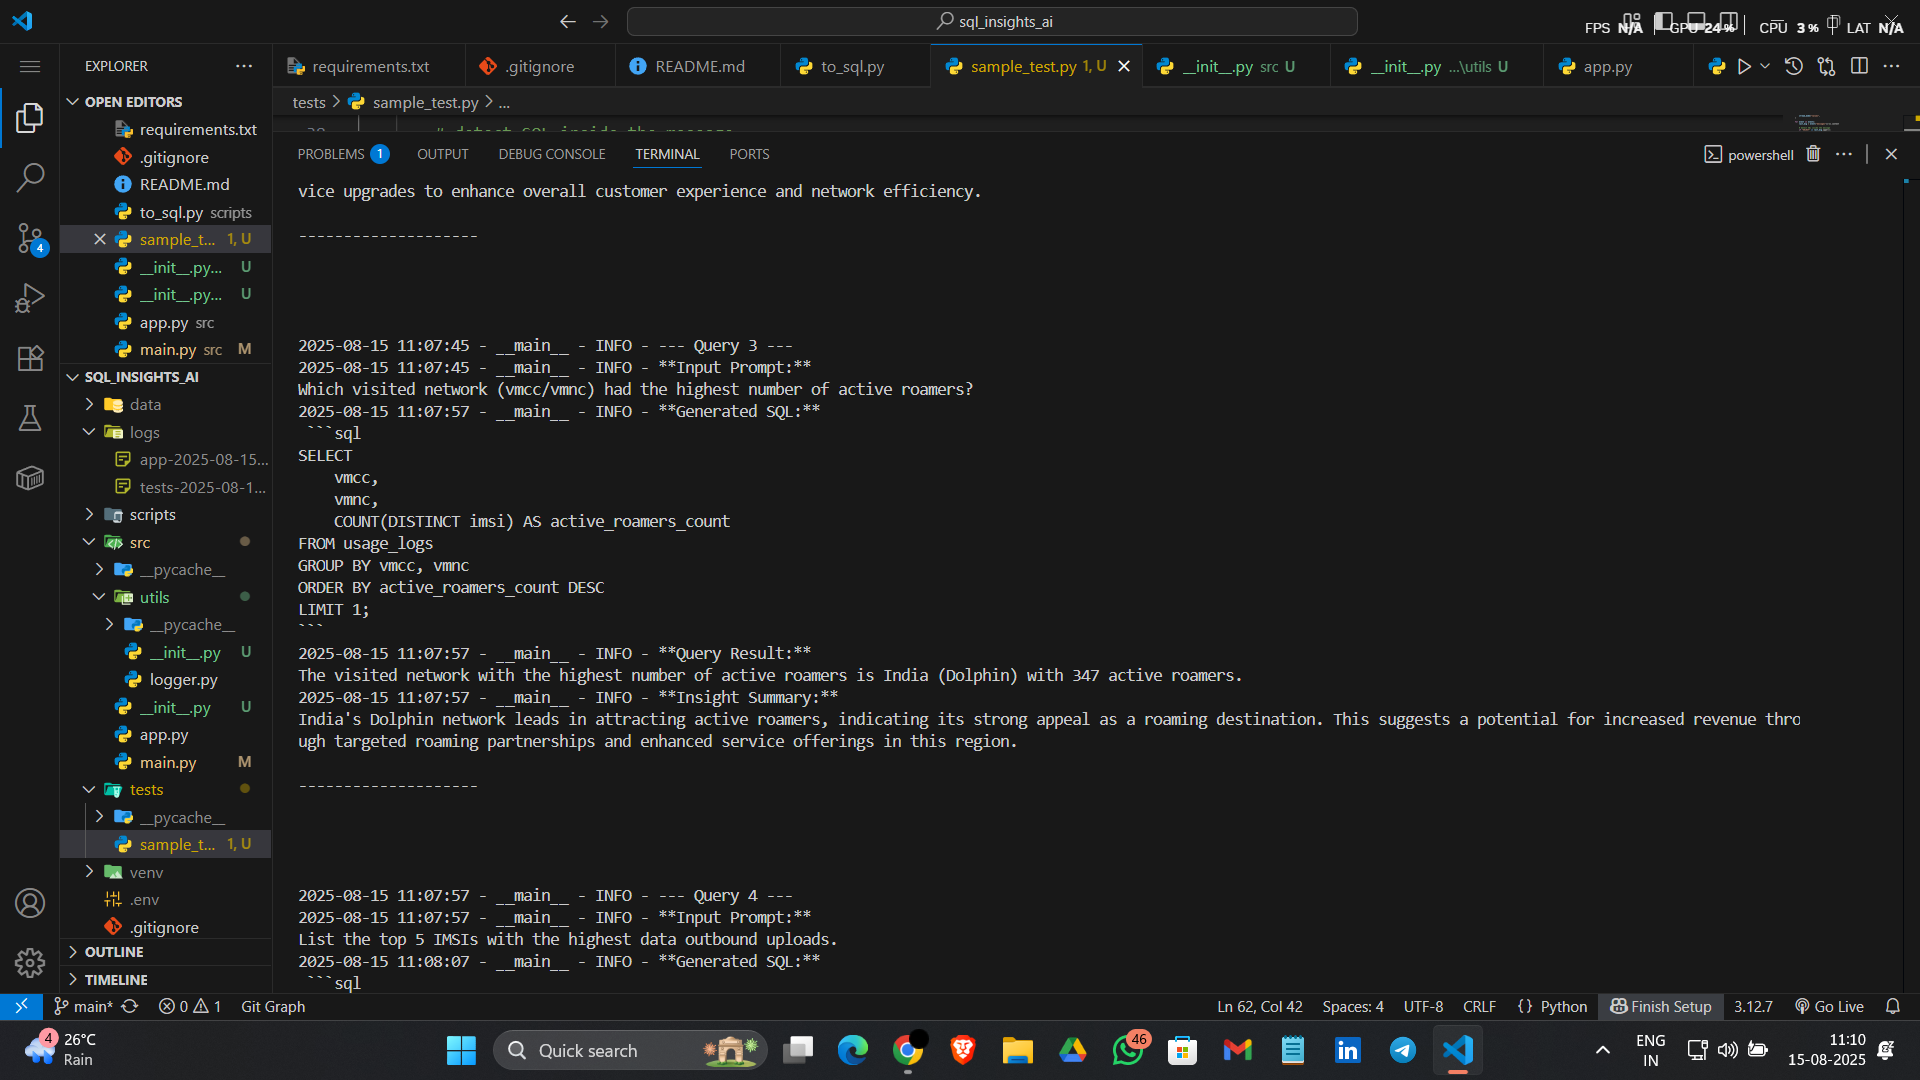 sql_insights_ai
FPS N/A GPU 24 % CPU 3 % LAT N/A
EXPLORER
requirements.txt
.gitignore
README.md
to_sql.py
sample_test.py 1, U
__init__.py src U
__init__.py ...\utils U
app.py
OPEN EDITORS
requirements.txt
.gitignore
README.md
to_sql.py scripts
sample_t... 1, U
__init__.py... U
__init__.py... U
app.py src
main.py src M
SQL_INSIGHTS_AI
data
logs
app-2025-08-15...
tests-2025-08-1...
scripts
src
__pycache__
utils
__pycache__
__init__.py U
logger.py
__init__.py U
app.py
main.py M
tests
__pycache__
sample_t... 1, U
venv
.env
.gitignore
OUTLINE
TIMELINE
tests > sample_test.py > ...
# detect SQL inside the message
PROBLEMS 1 OUTPUT DEBUG CONSOLE TERMINAL PORTS
powershell
vice upgrades to enhance overall customer experience and network efficiency.
--------------------
2025-08-15 11:07:45 - __main__ - INFO - --- Query 3 ---
2025-08-15 11:07:45 - __main__ - INFO - **Input Prompt:**
Which visited network (vmcc/vmnc) had the highest number of active roamers?
2025-08-15 11:07:57 - __main__ - INFO - **Generated SQL:**
```sql
SELECT
vmcc,
vmnc,
COUNT(DISTINCT imsi) AS active_roamers_count
FROM usage_logs
GROUP BY vmcc, vmnc
ORDER BY active_roamers_count DESC
LIMIT 1;
```
2025-08-15 11:07:57 - __main__ - INFO - **Query Result:**
The visited network with the highest number of active roamers is India (Dolphin) with 347 active roamers.
2025-08-15 11:07:57 - __main__ - INFO - **Insight Summary:**
India's Dolphin network leads in attracting active roamers, indicating its strong appeal as a roaming destination. This suggests a potential for increased revenue thro
ugh targeted roaming partnerships and enhanced service offerings in this region.
--------------------
2025-08-15 11:07:57 - __main__ - INFO - --- Query 4 ---
2025-08-15 11:07:57 - __main__ - INFO - **Input Prompt:**
List the top 5 IMSIs with the highest data outbound uploads.
2025-08-15 11:08:07 - __main__ - INFO - **Generated SQL:**
```sql
4
main* 0 1 Git Graph
Ln 62, Col 42 Spaces: 4 UTF-8 CRLF {} Python Finish Setup 3.12.7 Go Live
4
26°C
Rain
Quick search
46
ENG
IN
11:10
15-08-2025